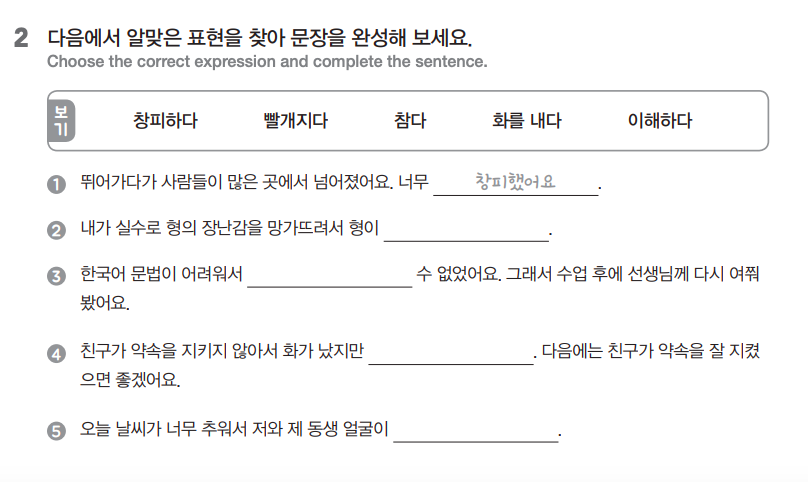 2 다음에서 알맞은 표현을 찾아 문장을 완성해 보세요.
Choose the correct expression and complete the sentence.
보기 창피하다 빨개지다 참다 화를 내다 이해하다
1 뛰어가다가 사람들이 많은 곳에서 넘어졌어요. 너무 창피했어요.
2 내가 실수로 형의 장난감을 망가뜨려서 형이 ____________.
3 한국어 문법이 어려워서 ____________ 수 없었어요. 그래서 수업 후에 선생님께 다시 여쭤
봤어요.
4 친구가 약속을 지키지 않아서 화가 났지만 ____________. 다음에는 친구가 약속을 잘 지켰
으면 좋겠어요.
5 오늘 날씨가 너무 추워서 저와 제 동생 얼굴이 ____________.